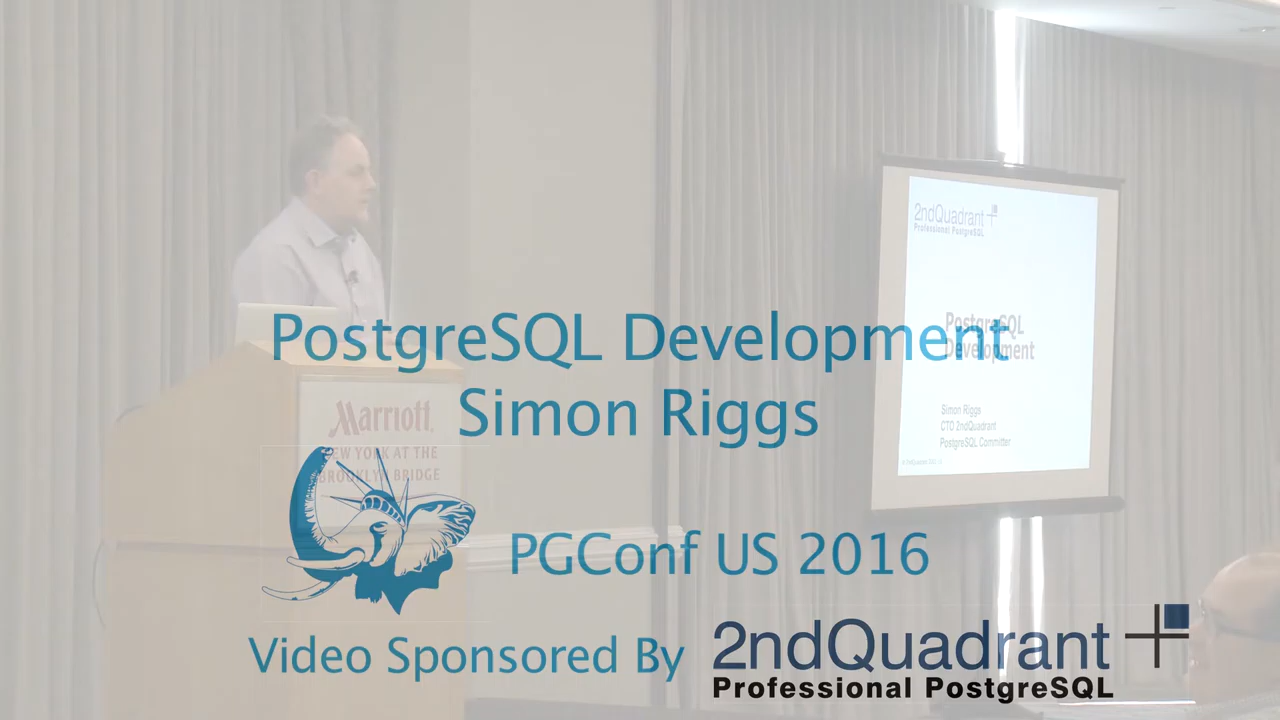 2ndQuadrant
Professional PostgreSQL
PostgreSQL
Development
Simon Riggs
CTO 2ndQuadrant
PostgreSQL Committer
PostgreSQL Development
Simon Riggs
Marriott.
NEW YORK AT THE
BROOKLYN BRIDGE
PGConf US 2016
Video Sponsored By
2ndQuadrant
Professional PostgreSQL